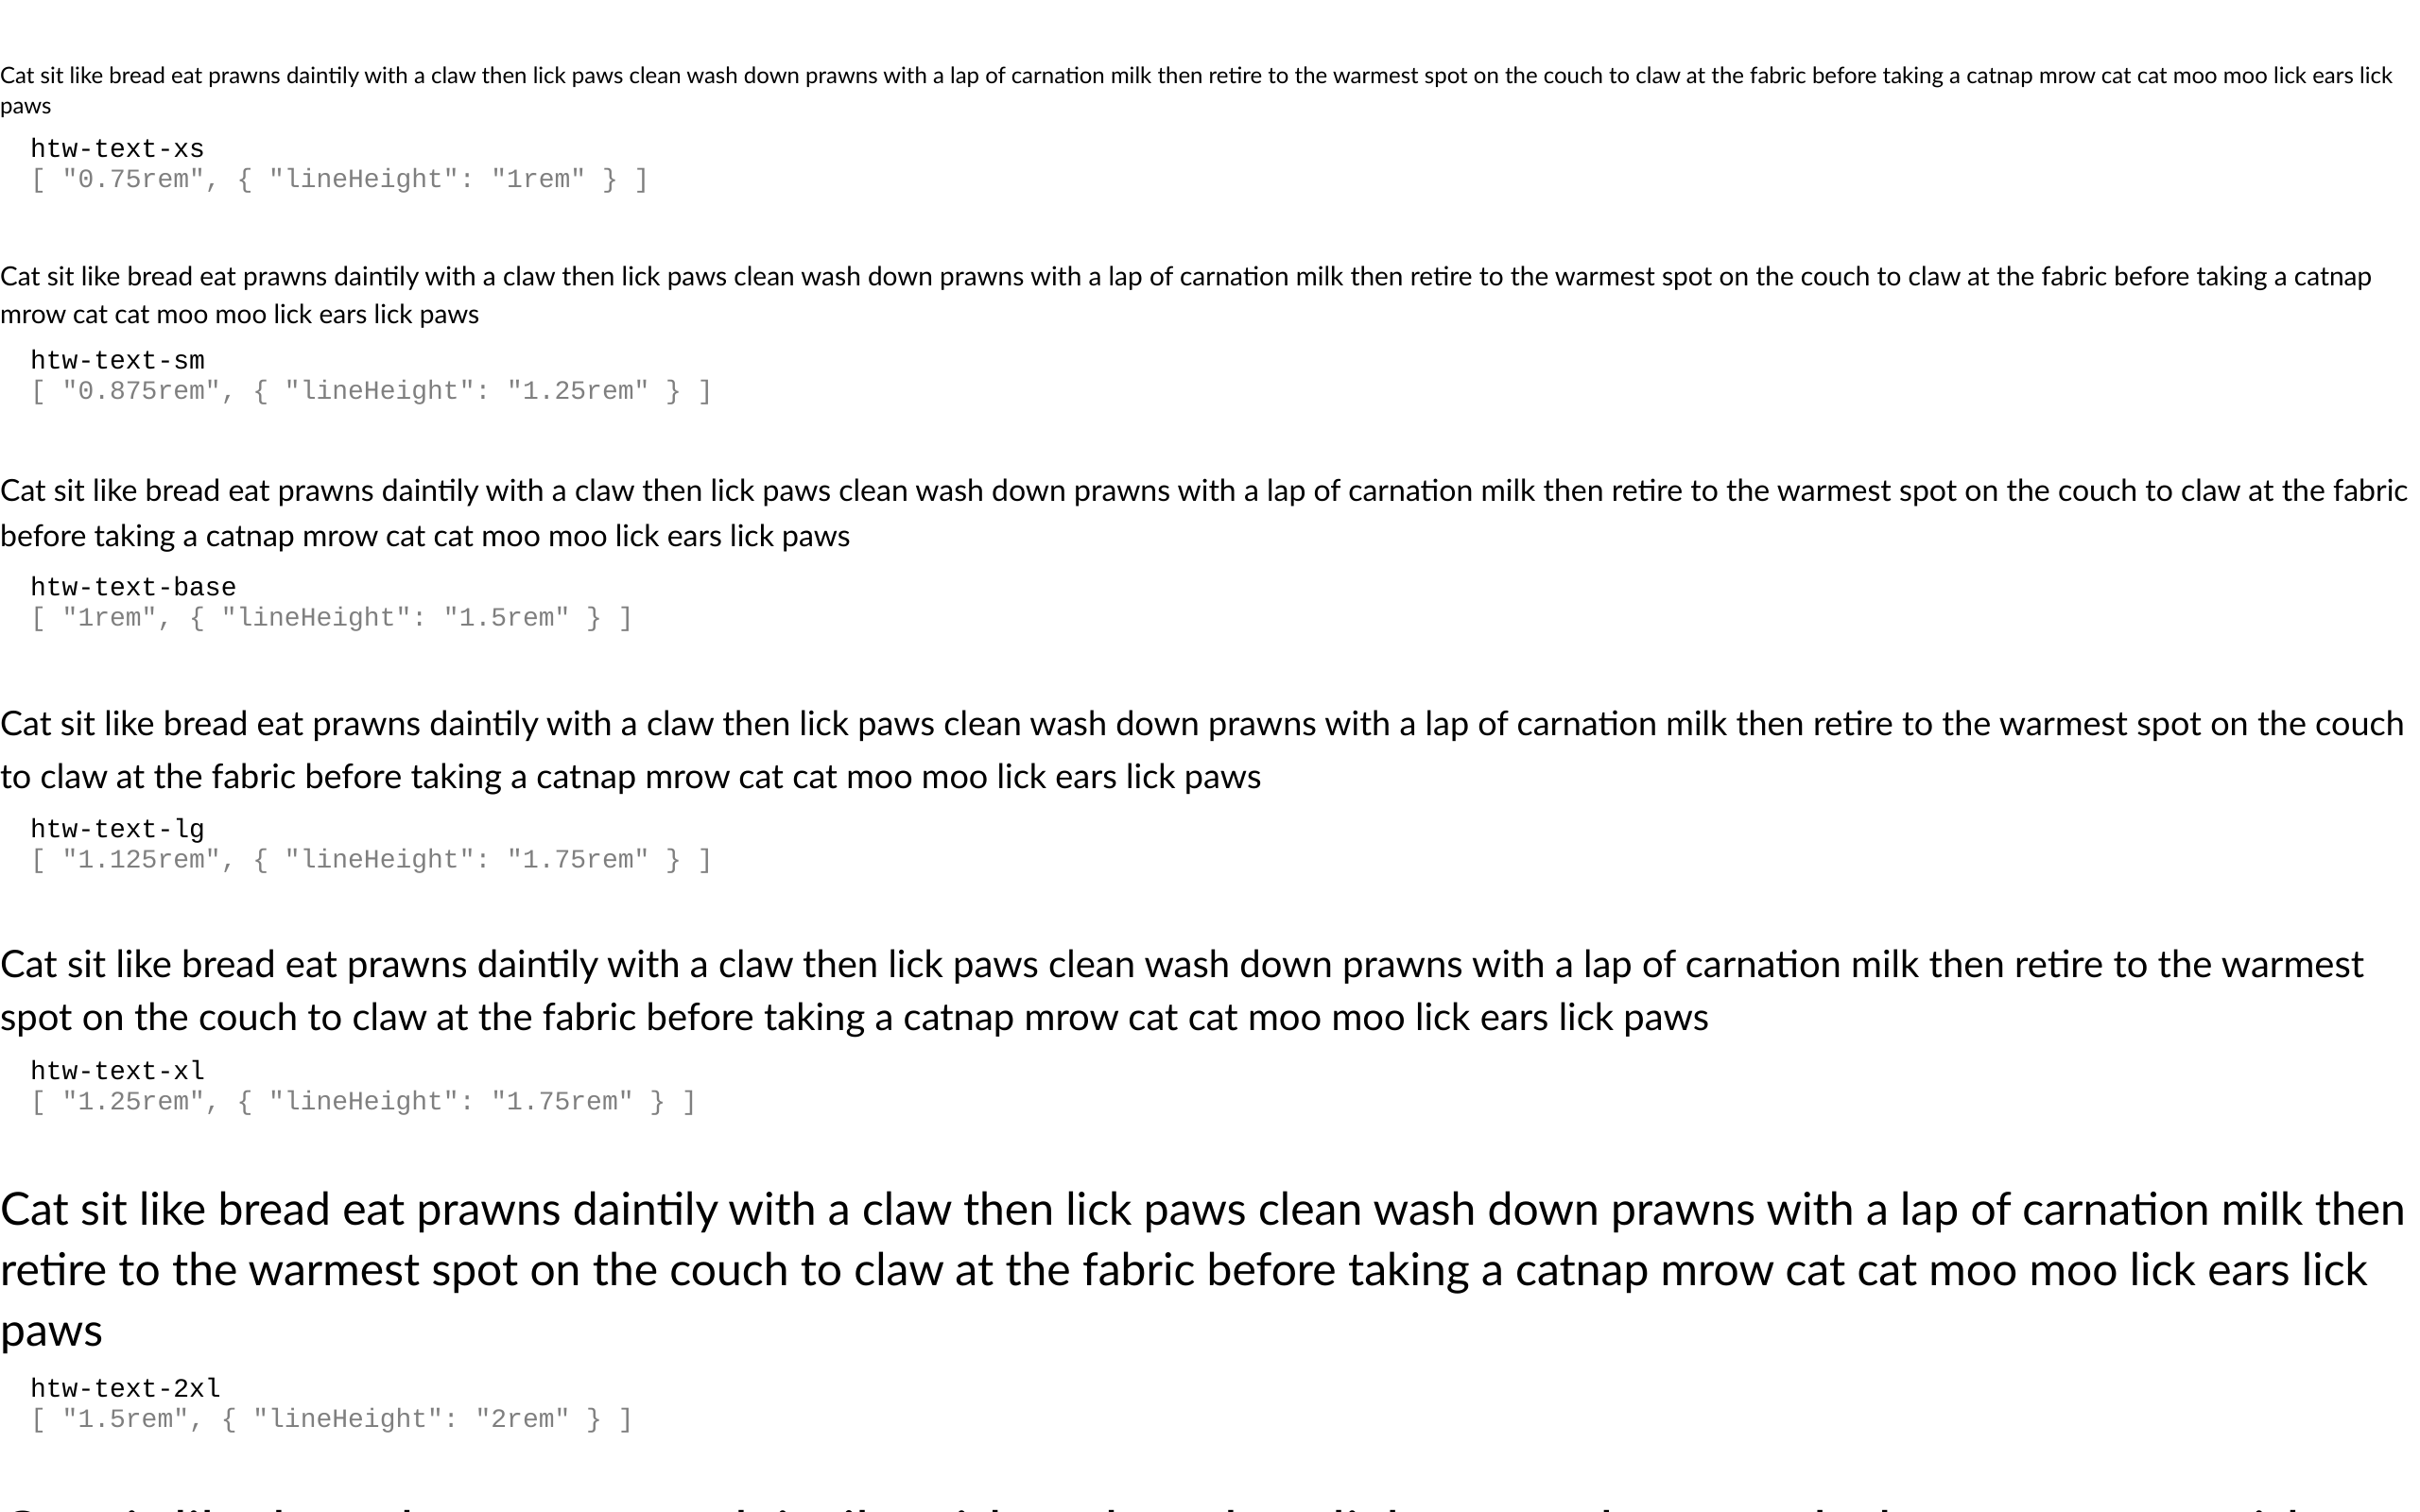 Cat sit like bread eat prawns daintily with a claw then lick paws clean wash down prawns with a lap of carnation milk then retire to the warmest spot on the couch to claw at the fabric before taking a catnap mrow cat cat moo moo lick ears lick
paws
htw-text-xs
[ "0.75rem", { "lineHeight": "1rem" } ]
Cat sit like bread eat prawns daintily with a claw then lick paws clean wash down prawns with a lap of carnation milk then retire to the warmest spot on the couch to claw at the fabric before taking a catnap
mrow cat cat moo moo lick ears lick paws
htw-text-sm
[ "0.875rem", { "lineHeight": "1.25rem" } ]
Cat sit like bread eat prawns daintily with a claw then lick paws clean wash down prawns with a lap of carnation milk then retire to the warmest spot on the couch to claw at the fabric
before taking a catnap mrow cat cat moo moo lick ears lick paws
htw-text-base
[ "1rem", { "lineHeight": "1.5rem" } ]
Cat sit like bread eat prawns daintily with a claw then lick paws clean wash down prawns with a lap of carnation milk then retire to the warmest spot on the couch
to claw at the fabric before taking a catnap mrow cat cat moo moo lick ears lick paws
htw-text-lg
[ "1.125rem", { "lineHeight": "1.75rem" } ]
Cat sit like bread eat prawns daintily with a claw then lick paws clean wash down prawns with a lap of carnation milk then retire to the warmest
spot on the couch to claw at the fabric before taking a catnap mrow cat cat moo moo lick ears lick paws
htw-text-xl
[ "1.25rem", { "lineHeight": "1.75rem" } ]
Cat sit like bread eat prawns daintily with a claw then lick paws clean wash down prawns with a lap of carnation milk then
retire to the warmest spot on the couch to claw at the fabric before taking a catnap mrow cat cat moo moo lick ears lick
paws
htw-text-2xl
[ "1.5rem", { "lineHeight": "2rem" } ]